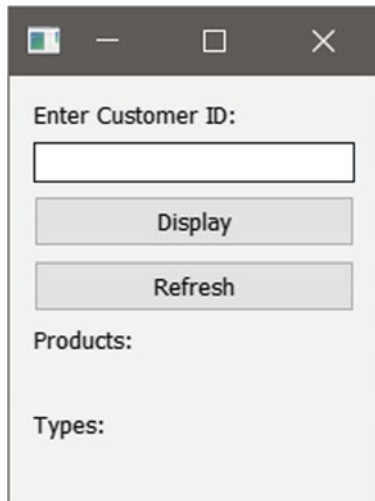 Enter Customer ID:
Display
Refresh
Products:
Types: